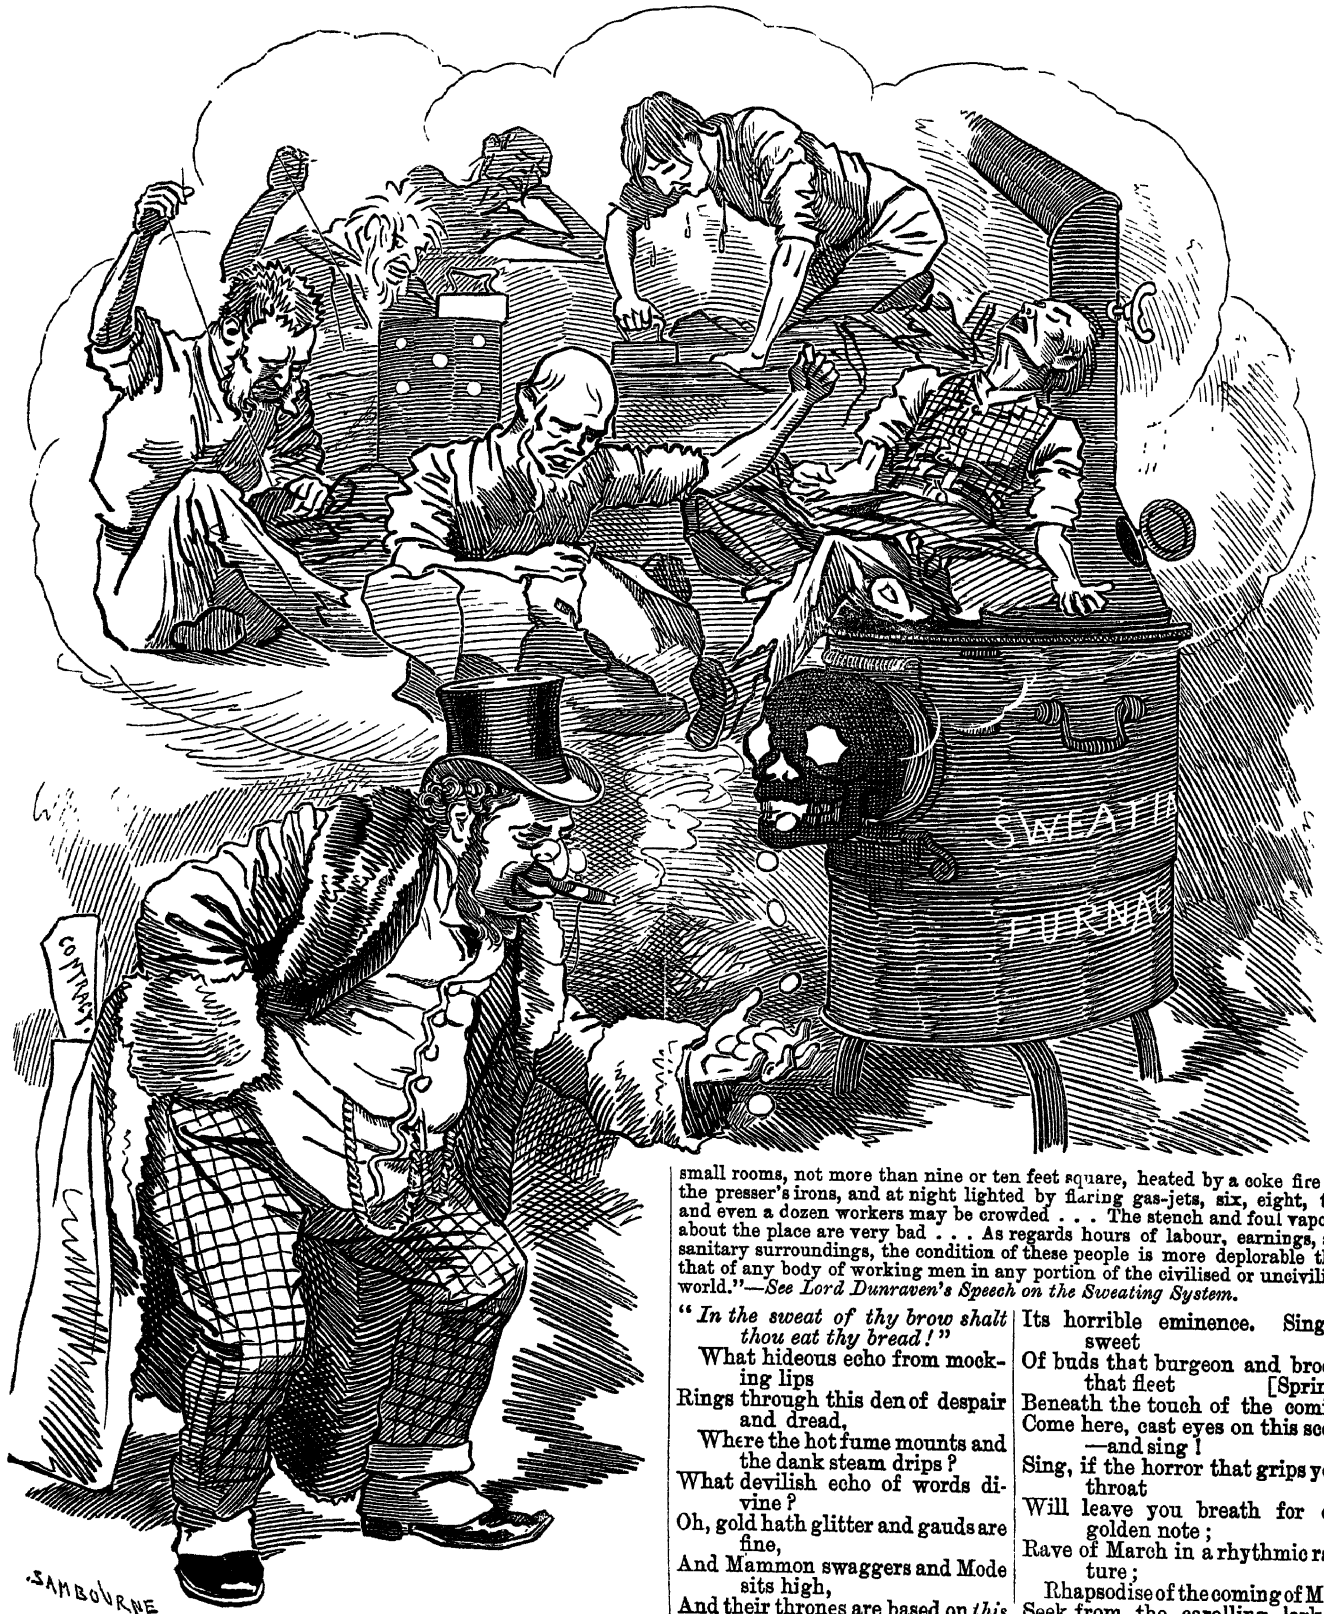 CONTRACT.
SWEATIN
FURNAC
SAMBOURNE
small rooms, not more than nine or ten feet square, heated by a coke fire
the presser's irons, and at night lighted by flaring gas-jets, six, eight, t
and even a dozen workers may be crowded . . . The stench and foul vapo
about the place are very bad . . . As regards hours of labour, earnings,
sanitary surroundings, the condition of these people is more deplorable th
that of any body of working men in any portion of the civilised or uncivili
world."—See Lord Dunraven's Speech on the Sweating System.
"In the sweat of thy brow shalt
thou eat thy bread!"
What hideous echo from mock-
ing lips
Rings through this den of despair
and dread,
Where the hot fume mounts and
the dank steam drips?
What devilish echo of words di-
vine?
Oh, gold hath glitter and gauds are
fine,
And Mammon swaggers and Mode
sits high,
And their thrones are based on this
Its horrible eminence. Sing
sweet
Of buds that burgeon and broo
that fleet [Sprin
Beneath the touch of the comi
Come here, cast eyes on this sce
—and sing!
Sing, if the horror that grips yo
throat
Will leave you breath for o
golden note;
Rave of March in a rhythmic ra
ture;
Rhapsodise of the coming of M
Seek from the carolling